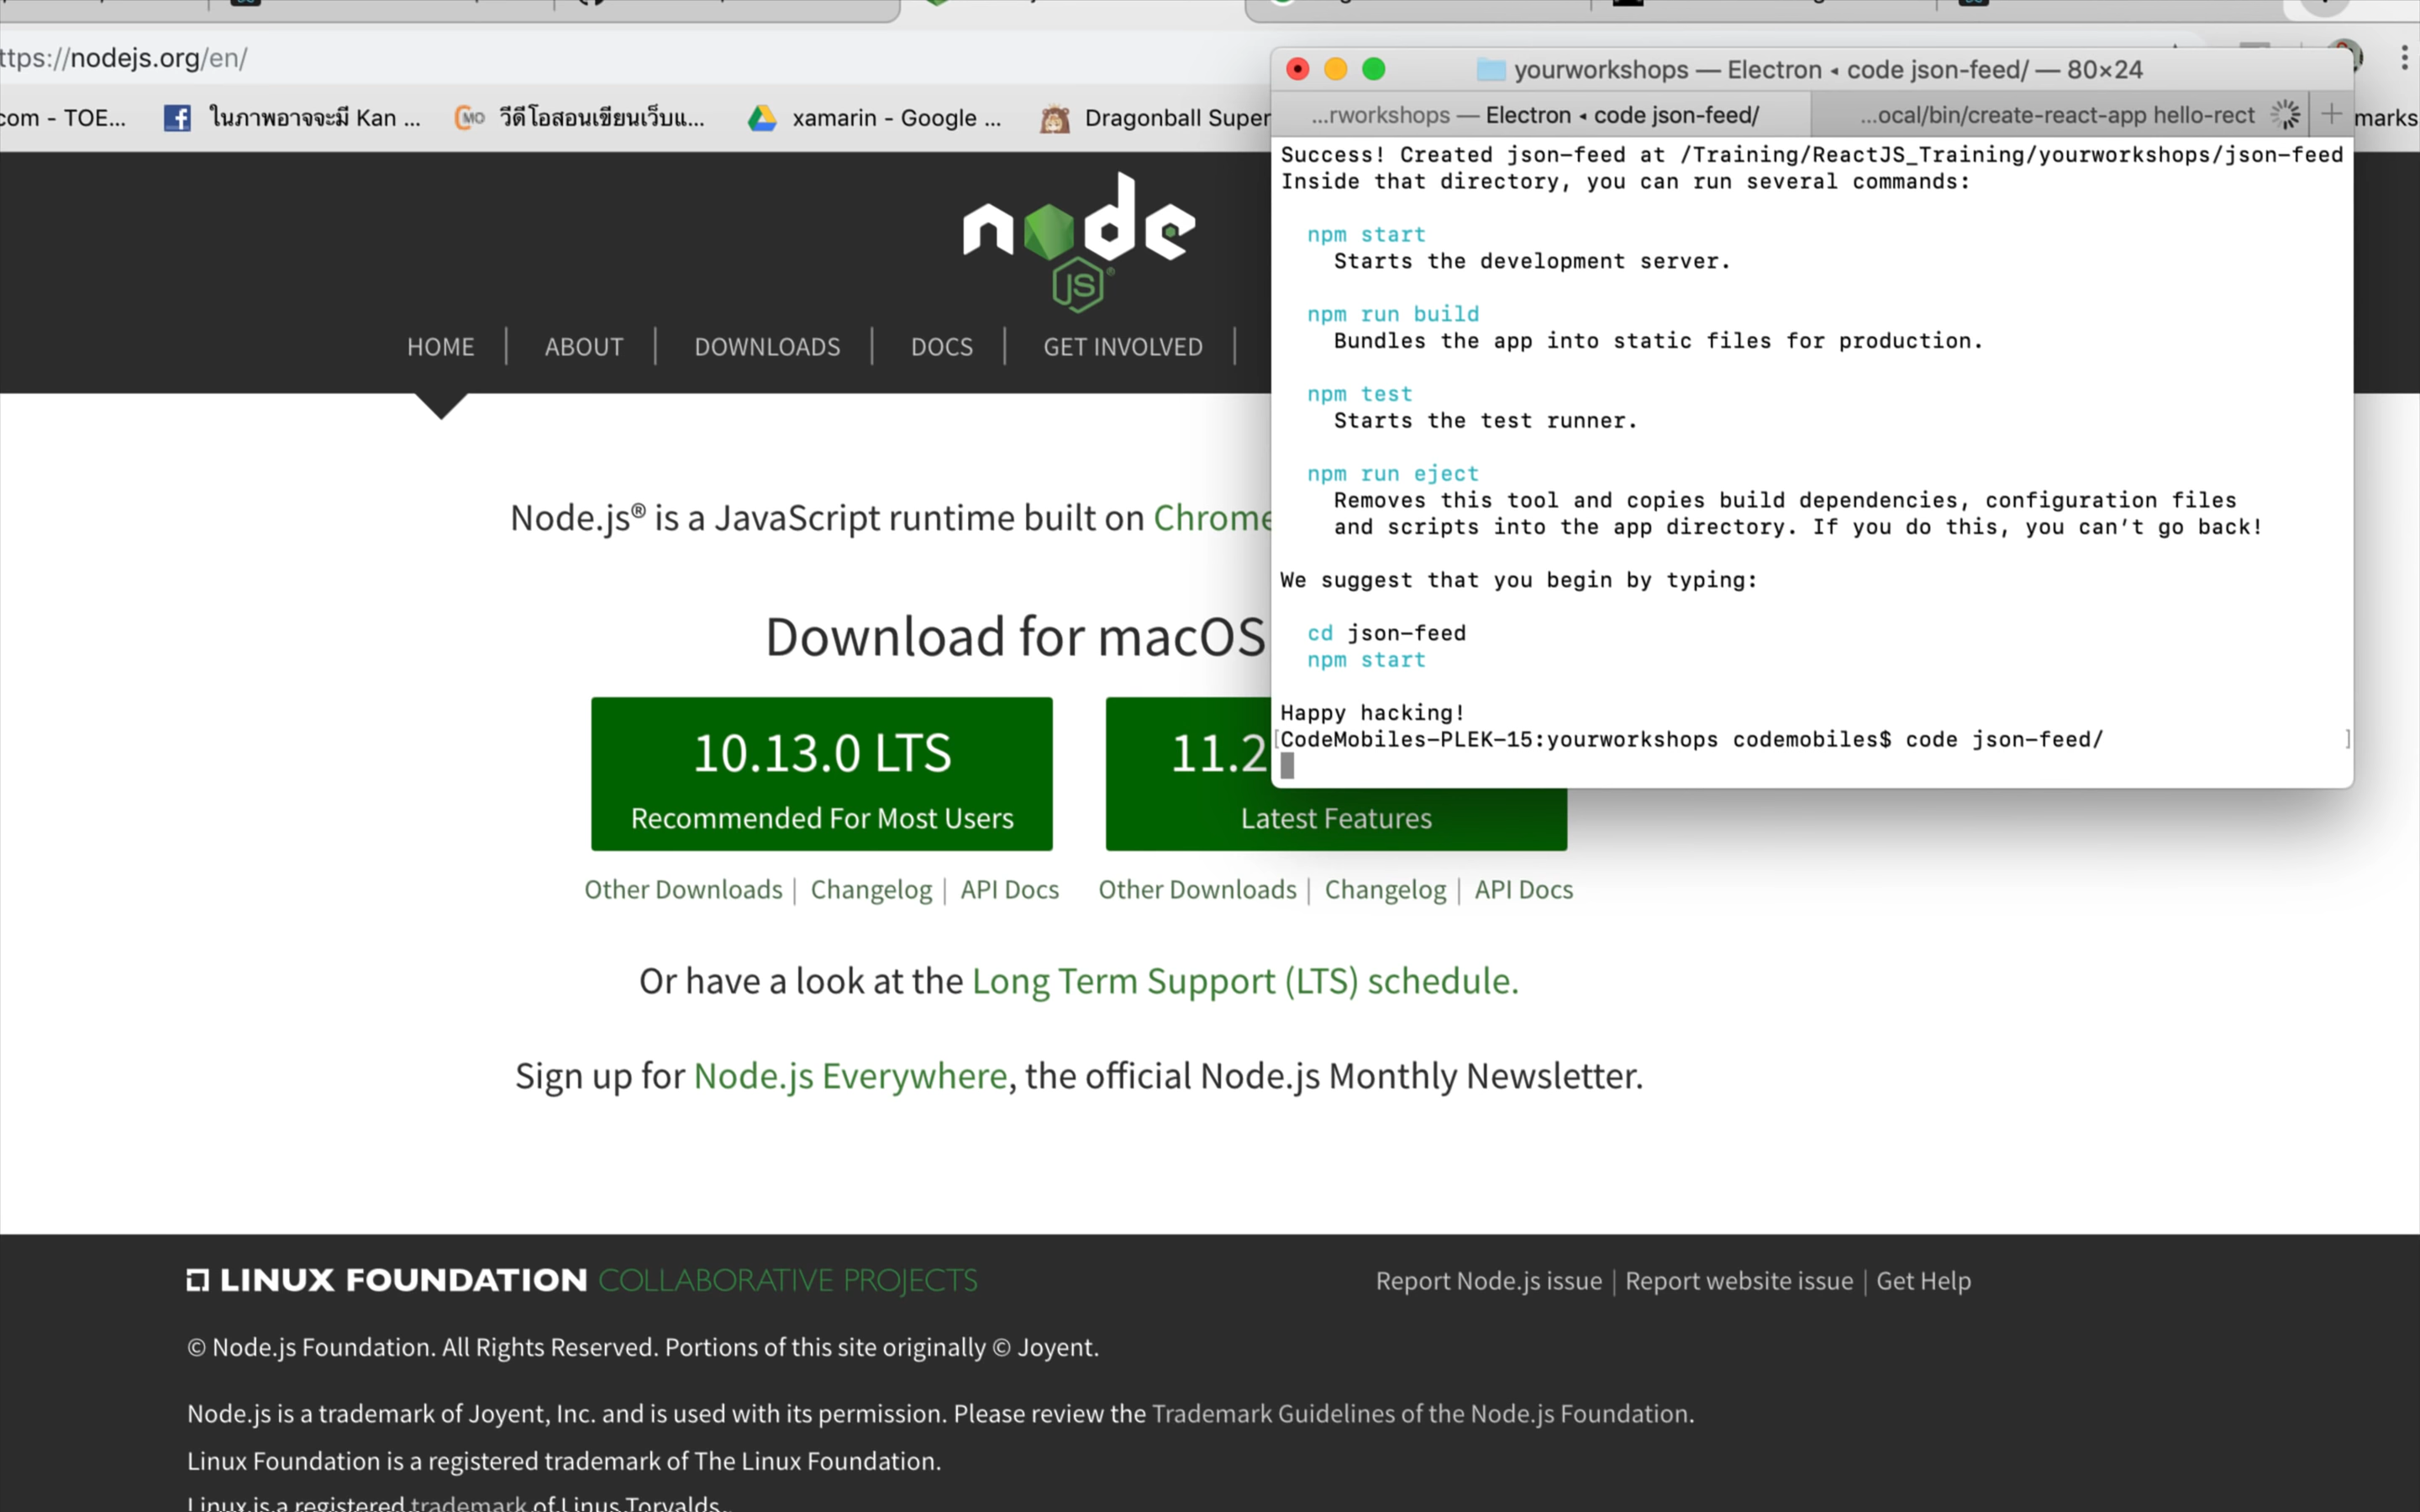 ttps://nodejs.org/en/
com - TOE...
ในภาพอาจจะมี Kan ...
วีดีโอสอนเขียนเว็บแ...
xamarin - Google ...
Dragonball Super
marks
yourworkshops — Electron ◂ code json-feed/ — 80×24
...rworkshops — Electron ◂ code json-feed/
...ocal/bin/create-react-app hello-rect
Success! Created json-feed at /Training/ReactJS_Training/yourworkshops/json-feed
Inside that directory, you can run several commands:
npm start
Starts the development server.
npm run build
Bundles the app into static files for production.
npm test
Starts the test runner.
npm run eject
Removes this tool and copies build dependencies, configuration files
and scripts into the app directory. If you do this, you can’t go back!
We suggest that you begin by typing:
cd json-feed
npm start
Happy hacking!
[CodeMobiles-PLEK-15:yourworkshops codemobiles$ code json-feed/ ]
node
JS
HOME | ABOUT | DOWNLOADS | DOCS | GET INVOLVED |
Node.js® is a JavaScript runtime built on Chrome
Download for macOS
10.13.0 LTS
Recommended For Most Users
11.2
Latest Features
Other Downloads | Changelog | API Docs
Other Downloads | Changelog | API Docs
Or have a look at the Long Term Support (LTS) schedule.
Sign up for Node.js Everywhere, the official Node.js Monthly Newsletter.
LINUX FOUNDATION COLLABORATIVE PROJECTS
Report Node.js issue | Report website issue | Get Help
© Node.js Foundation. All Rights Reserved. Portions of this site originally © Joyent.
Node.js is a trademark of Joyent, Inc. and is used with its permission. Please review the Trademark Guidelines of the Node.js Foundation.
Linux Foundation is a registered trademark of The Linux Foundation.
Linux is a registered trademark of Linus Torvalds.